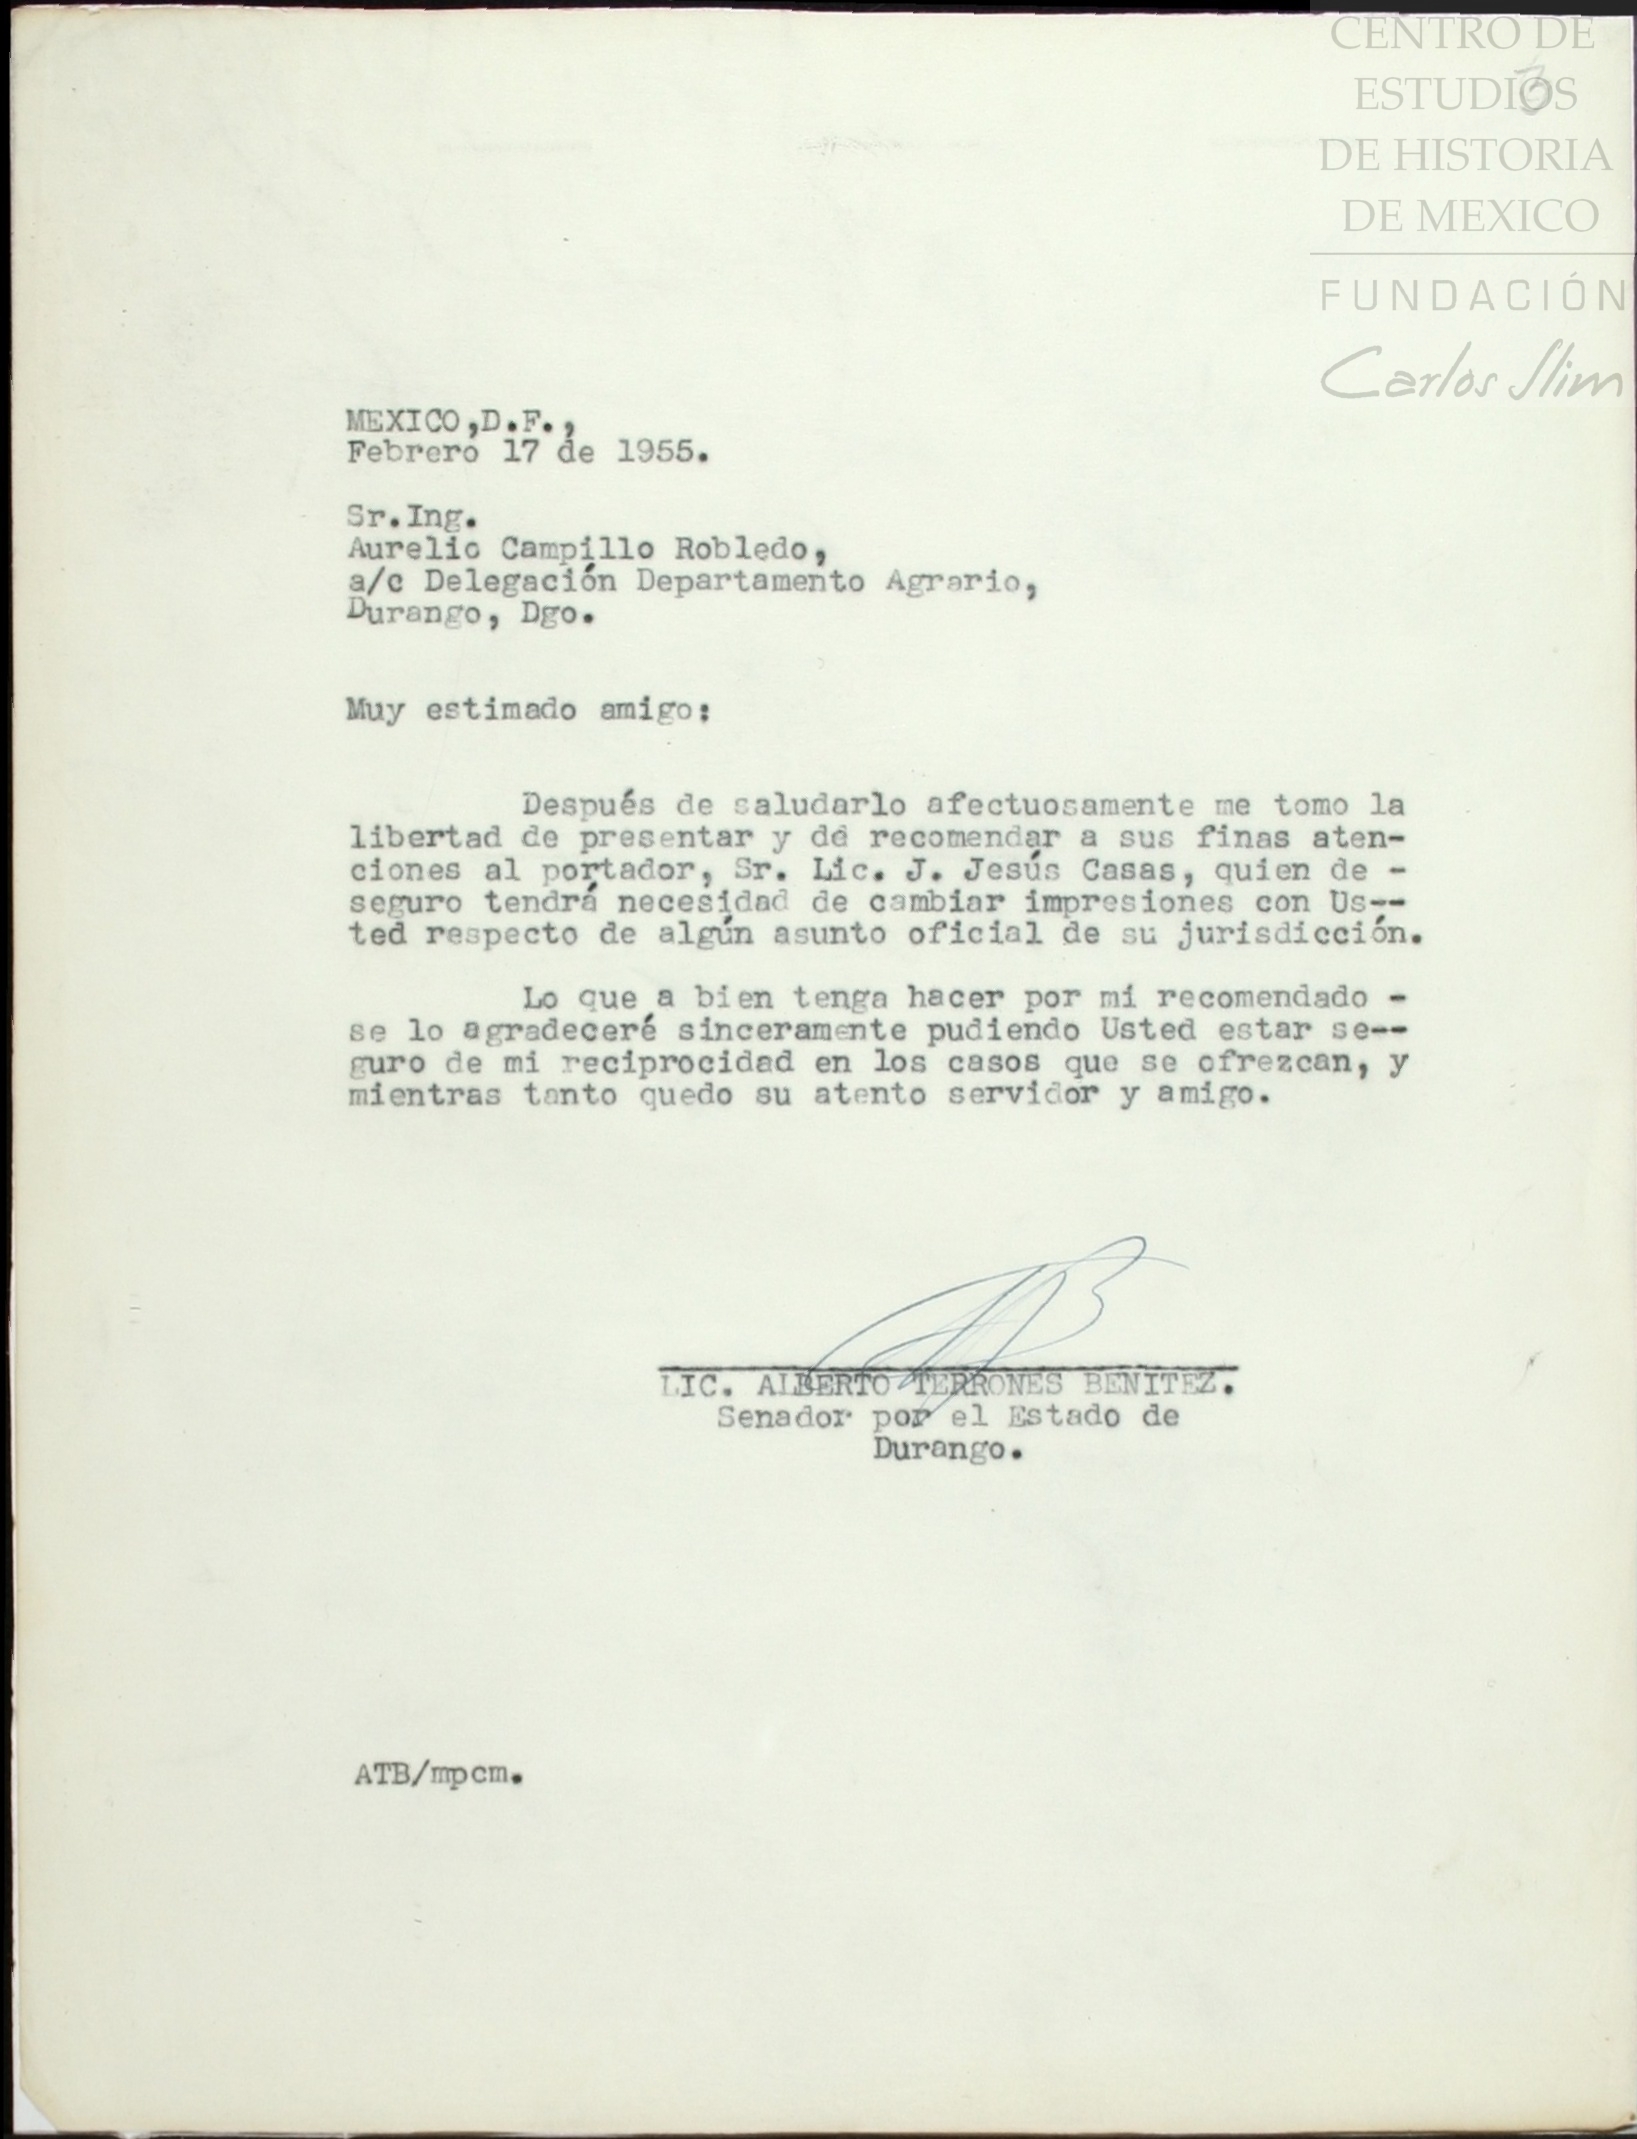 CENTRO DE
ESTUDIOS
3
DE HISTORIA
DE MEXICO
FUNDACIÓN
Carlos Slim
MEXICO,D.F.,
Febrero 17 de 1955.
Sr.Ing.
Aurelio Campillo Robledo,
a/c Delegación Departamento Agrario,
Durango, Dgo.
Muy estimado amigo:
Después de saludarlo afectuosamente me tomo la
libertad de presentar y de recomendar a sus finas aten-
ciones al portador, Sr. Lic. J. Jesús Casas, quien de -
seguro tendrá necesidad de cambiar impresiones con Us--
ted respecto de algún asunto oficial de su jurisdicción.
Lo que a bien tenga hacer por mi recomendado -
se lo agradeceré sinceramente pudiendo Usted estar se--
guro de mi reciprocidad en los casos que se ofrezcan, y
mientras tanto quedo su atento servidor y amigo.
LIC. ALBERTO TERRONES BENITEZ.
Senador por el Estado de
Durango.
ATB/mpcm.